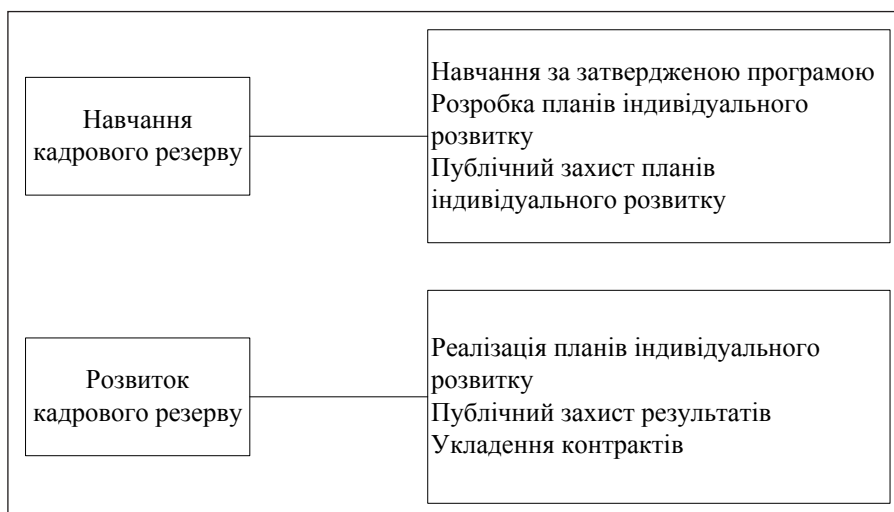 Навчання
кадрового резерву
Навчання за затвердженою програмою
Розробка планів індивідуального
розвитку
Публічний захист планів
індивідуального розвитку
Розвиток
кадрового резерву
Реалізація планів індивідуального
розвитку
Публічний захист результатів
Укладення контрактів